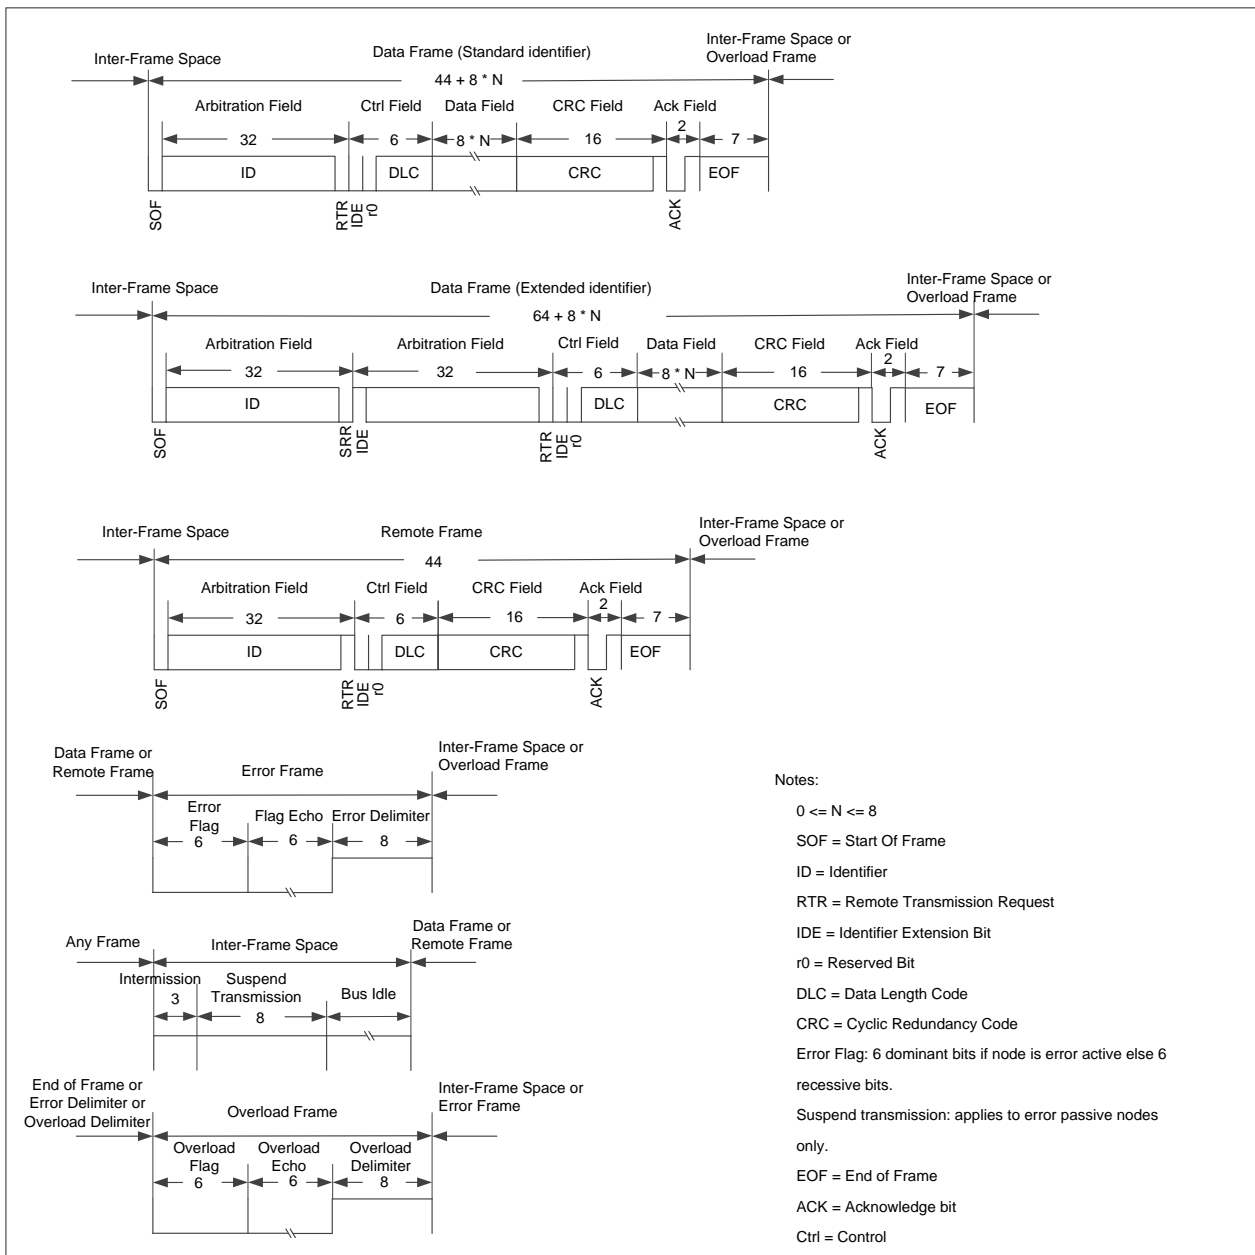 Inter-Frame Space
Data Frame (Standard identifier)
Inter-Frame Space or
Overload Frame
44 + 8 * N
Arbitration Field
Ctrl Field
Data Field
CRC Field
Ack Field
32
6
8 * N
16
2
7
ID
DLC
CRC
EOF
SOF
RTR
IDE
r0
ACK
Inter-Frame Space
Data Frame (Extended identifier)
Inter-Frame Space or
Overload Frame
64 + 8 * N
Arbitration Field
Arbitration Field
Ctrl Field
Data Field
CRC Field
Ack Field
32
32
6
8 * N
16
2
7
ID
DLC
CRC
EOF
SOF
SRR
IDE
RTR
IDE
r0
ACK
Inter-Frame Space
Remote Frame
Inter-Frame Space or
Overload Frame
44
Arbitration Field
Ctrl Field
CRC Field
Ack Field
32
6
16
2
7
ID
DLC
CRC
EOF
SOF
RTR
IDE
r0
ACK
Data Frame or
Remote Frame
Error Frame
Inter-Frame Space or
Overload Frame
Error
Flag
Flag Echo
Error Delimiter
6
6
8
Any Frame
Inter-Frame Space
Data Frame or
Remote Frame
Intermission
Suspend
Transmission
Bus Idle
3
8
End of Frame or
Error Delimiter or
Overload Delimiter
Overload Frame
Inter-Frame Space or
Error Frame
Overload
Flag
Overload
Echo
Overload
Delimiter
6
6
8
Notes:
0 <= N <= 8
SOF = Start Of Frame
ID = Identifier
RTR = Remote Transmission Request
IDE = Identifier Extension Bit
r0 = Reserved Bit
DLC = Data Length Code
CRC = Cyclic Redundancy Code
Error Flag: 6 dominant bits if node is error active else 6
recessive bits.
Suspend transmission: applies to error passive nodes
only.
EOF = End of Frame
ACK = Acknowledge bit
Ctrl = Control